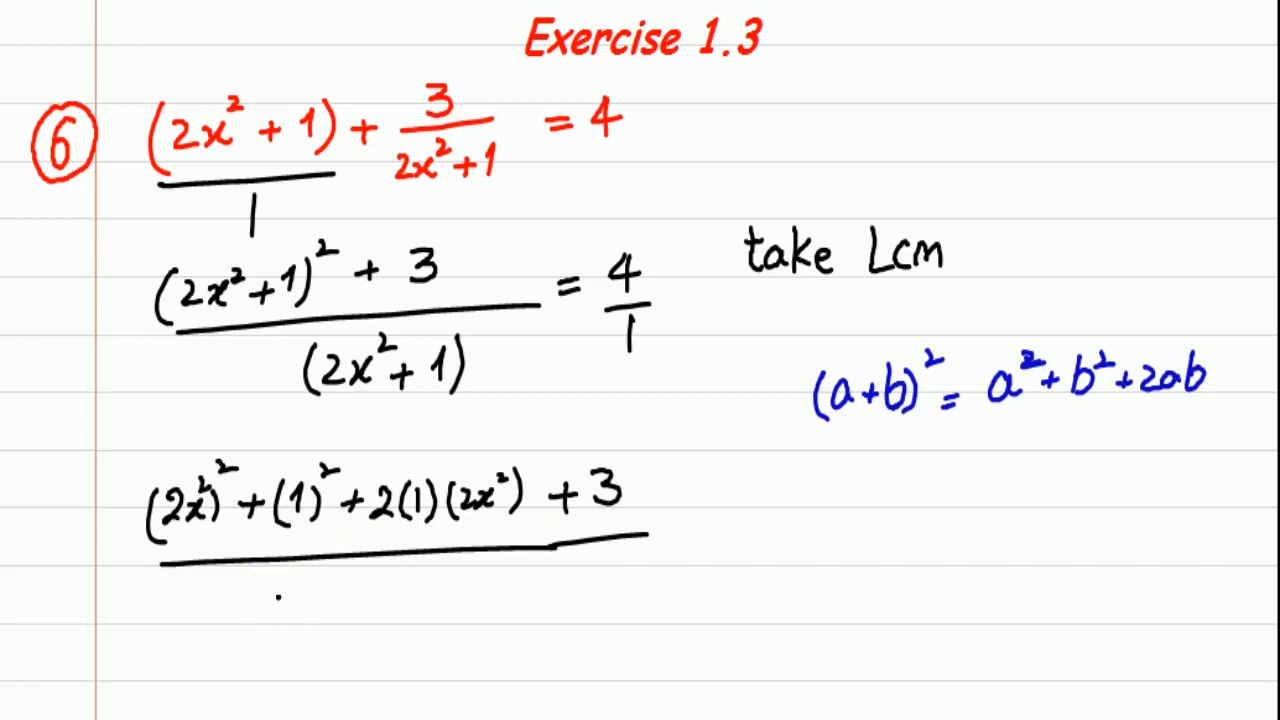 Exercise 1.3
6 (2x² + 1)/1 + 3/(2x² + 1) = 4
take Lcm
((2x² + 1)² + 3)/(2x² + 1) = 4/1
(a + b)² = a² + b² + 2ab
(2x²)² + (1)² + 2(1)(2x²) + 3